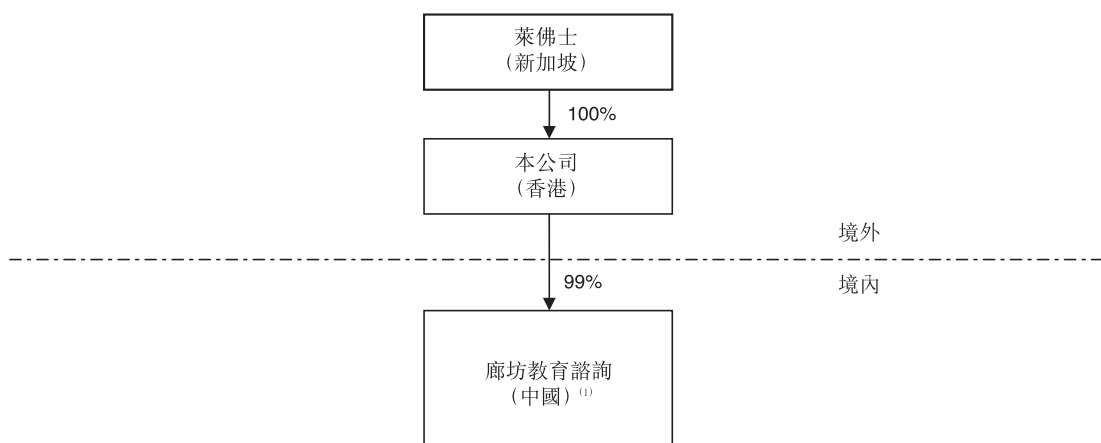 萊佛士
（新加坡）
100%
本公司
（香港）
境外
99%
境內
廊坊教育諮詢
（中國）(1)